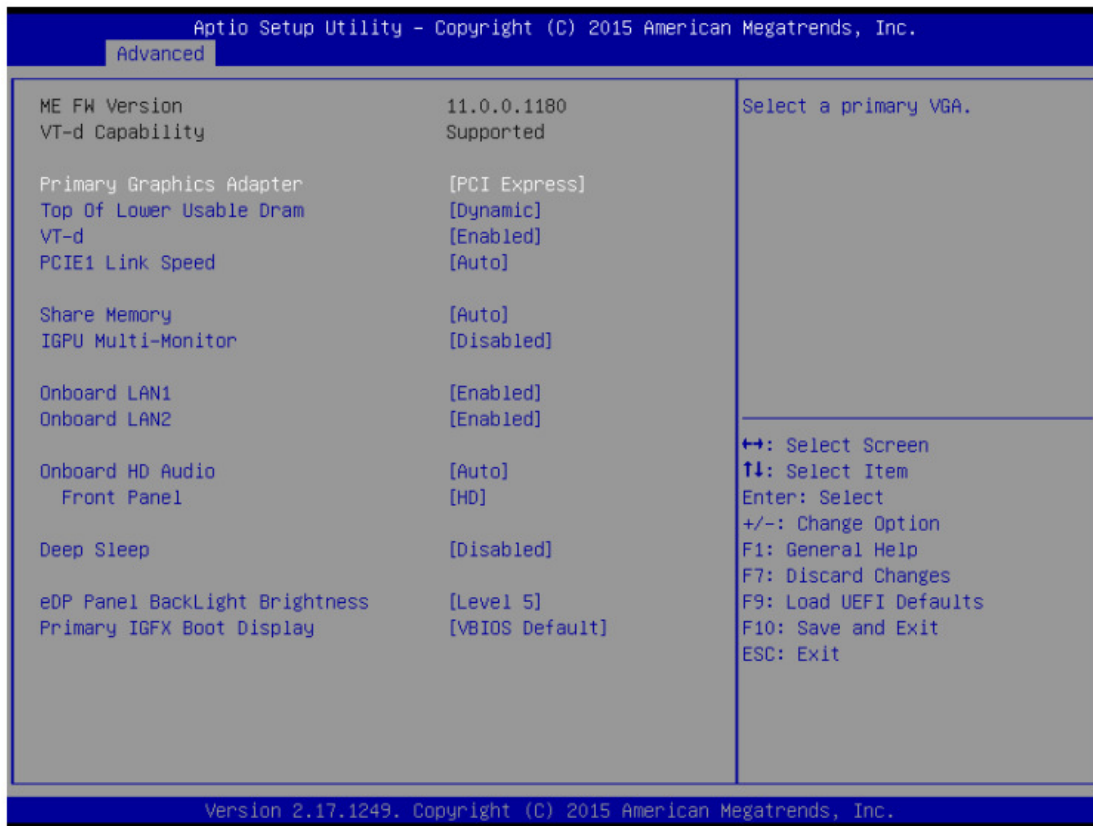 Aptio Setup Utility – Copyright (C) 2015 American Megatrends, Inc.
Advanced
ME FW Version 11.0.0.1180
VT-d Capability Supported
Primary Graphics Adapter [PCI Express]
Top Of Lower Usable Dram [Dynamic]
VT-d [Enabled]
PCIE1 Link Speed [Auto]
Share Memory [Auto]
IGPU Multi-Monitor [Disabled]
Onboard LAN1 [Enabled]
Onboard LAN2 [Enabled]
Onboard HD Audio [Auto]
Front Panel [HD]
Deep Sleep [Disabled]
eDP Panel BackLight Brightness [Level 5]
Primary IGFX Boot Display [VBIOS Default]
Select a primary VGA.
↔: Select Screen
↑↓: Select Item
Enter: Select
+/-: Change Option
F1: General Help
F7: Discard Changes
F9: Load UEFI Defaults
F10: Save and Exit
ESC: Exit
Version 2.17.1249. Copyright (C) 2015 American Megatrends, Inc.